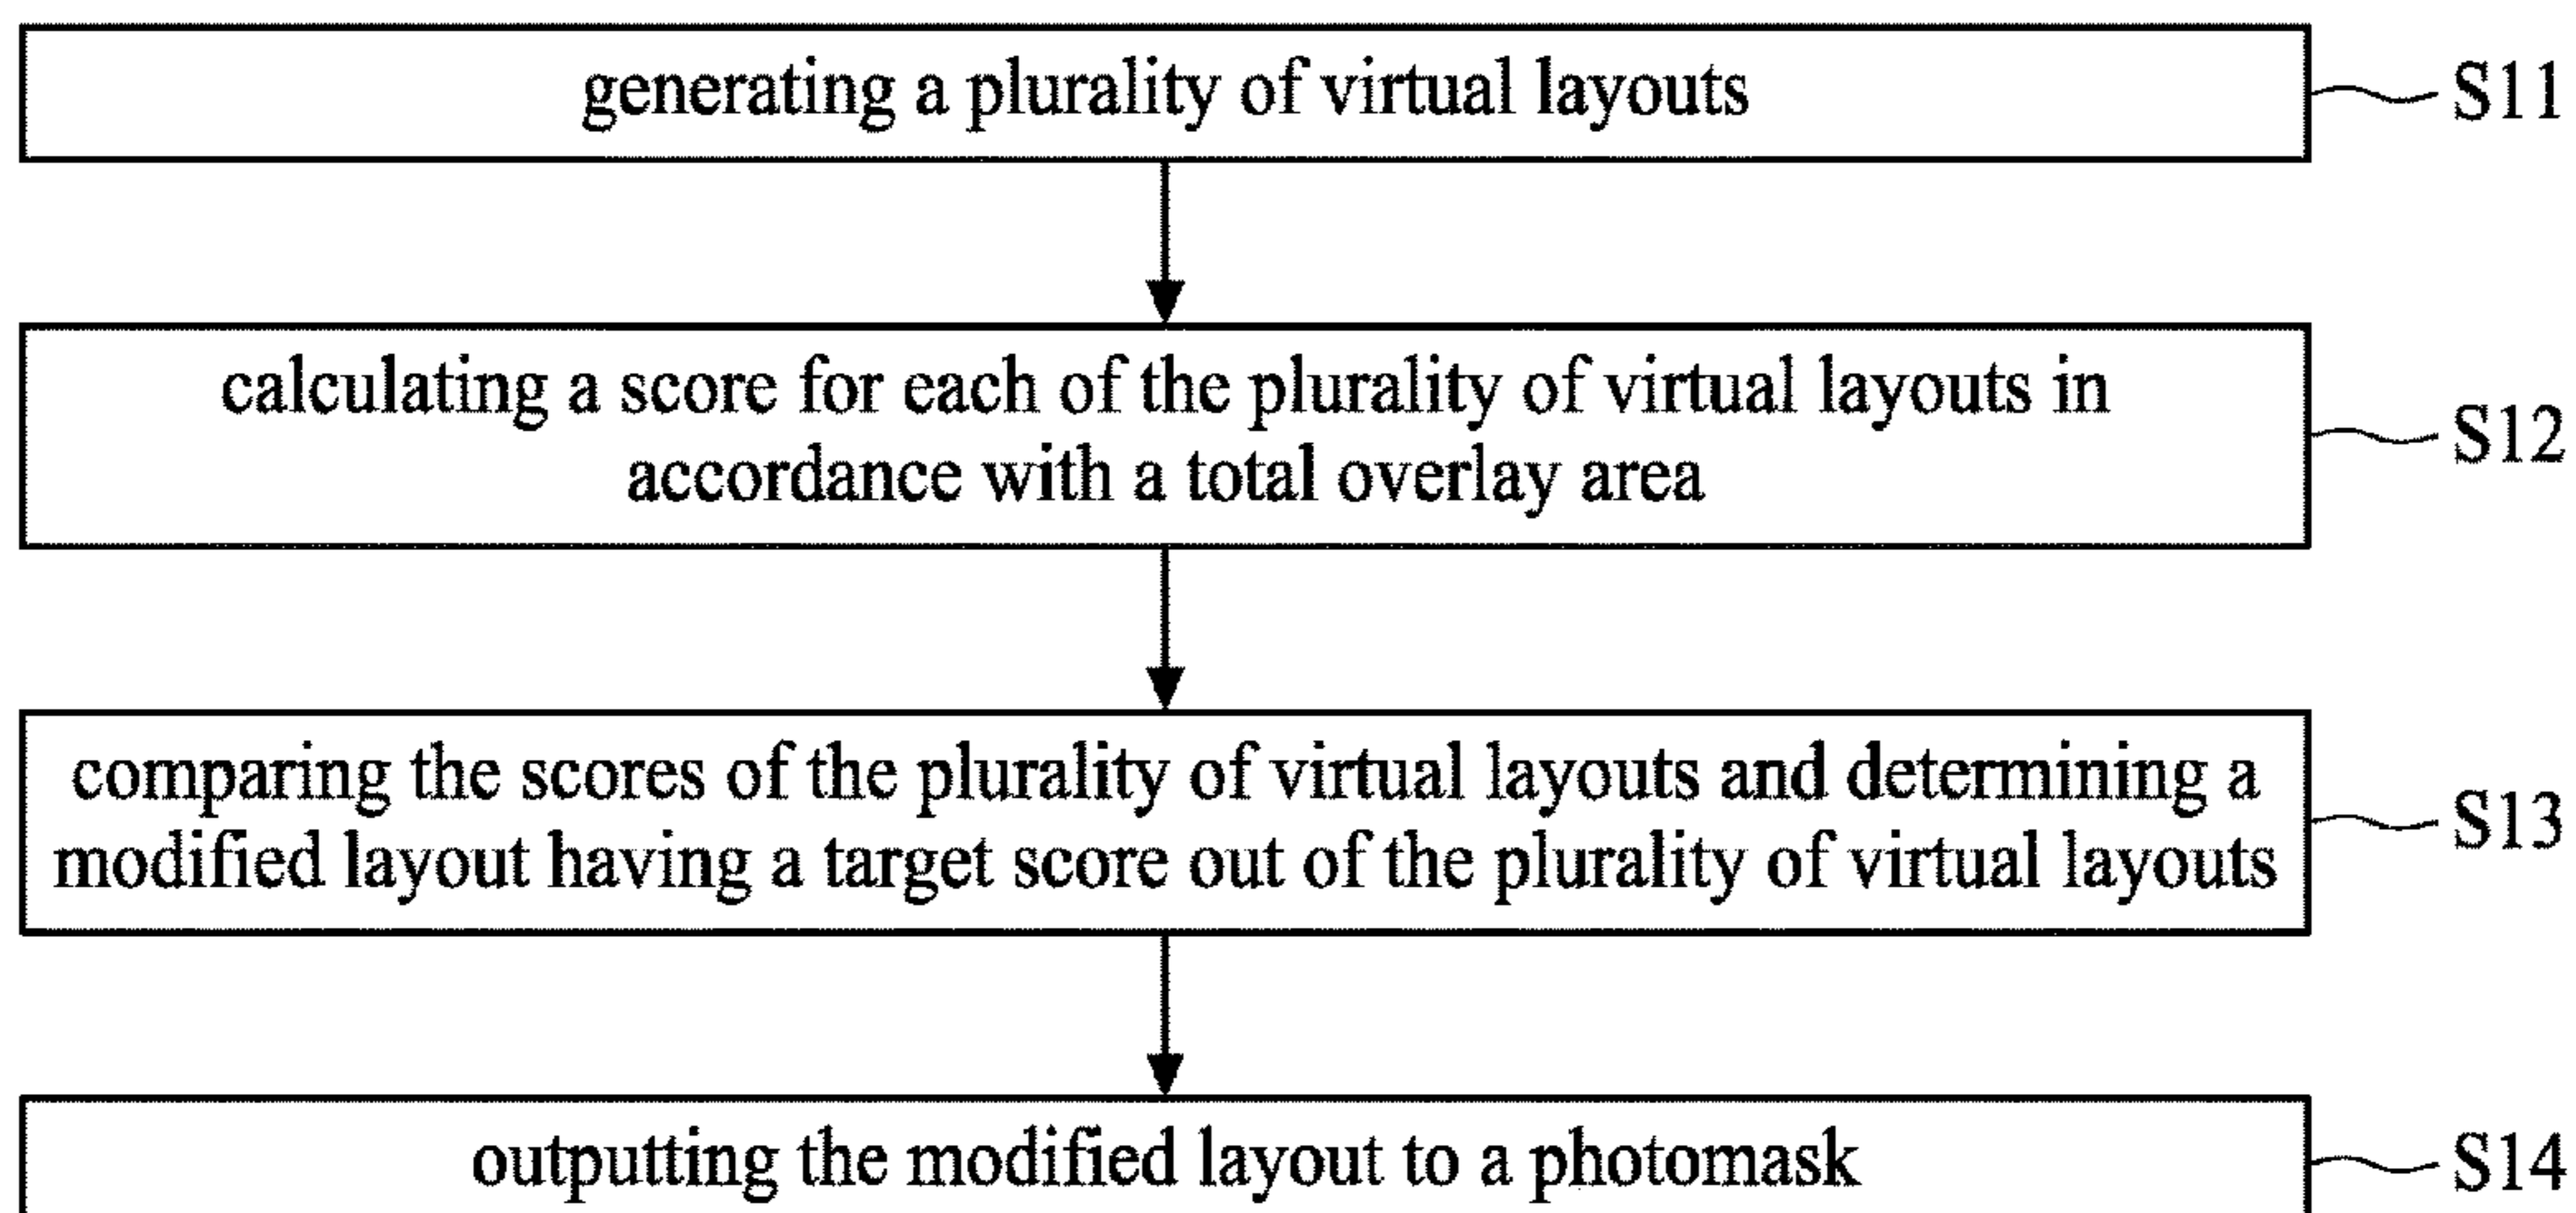 generating a plurality of virtual layouts
S11
calculating a score for each of the plurality of virtual layouts in
accordance with a total overlay area
S12
comparing the scores of the plurality of virtual layouts and determining a
modified layout having a target score out of the plurality of virtual layouts
S13
outputting the modified layout to a photomask
S14